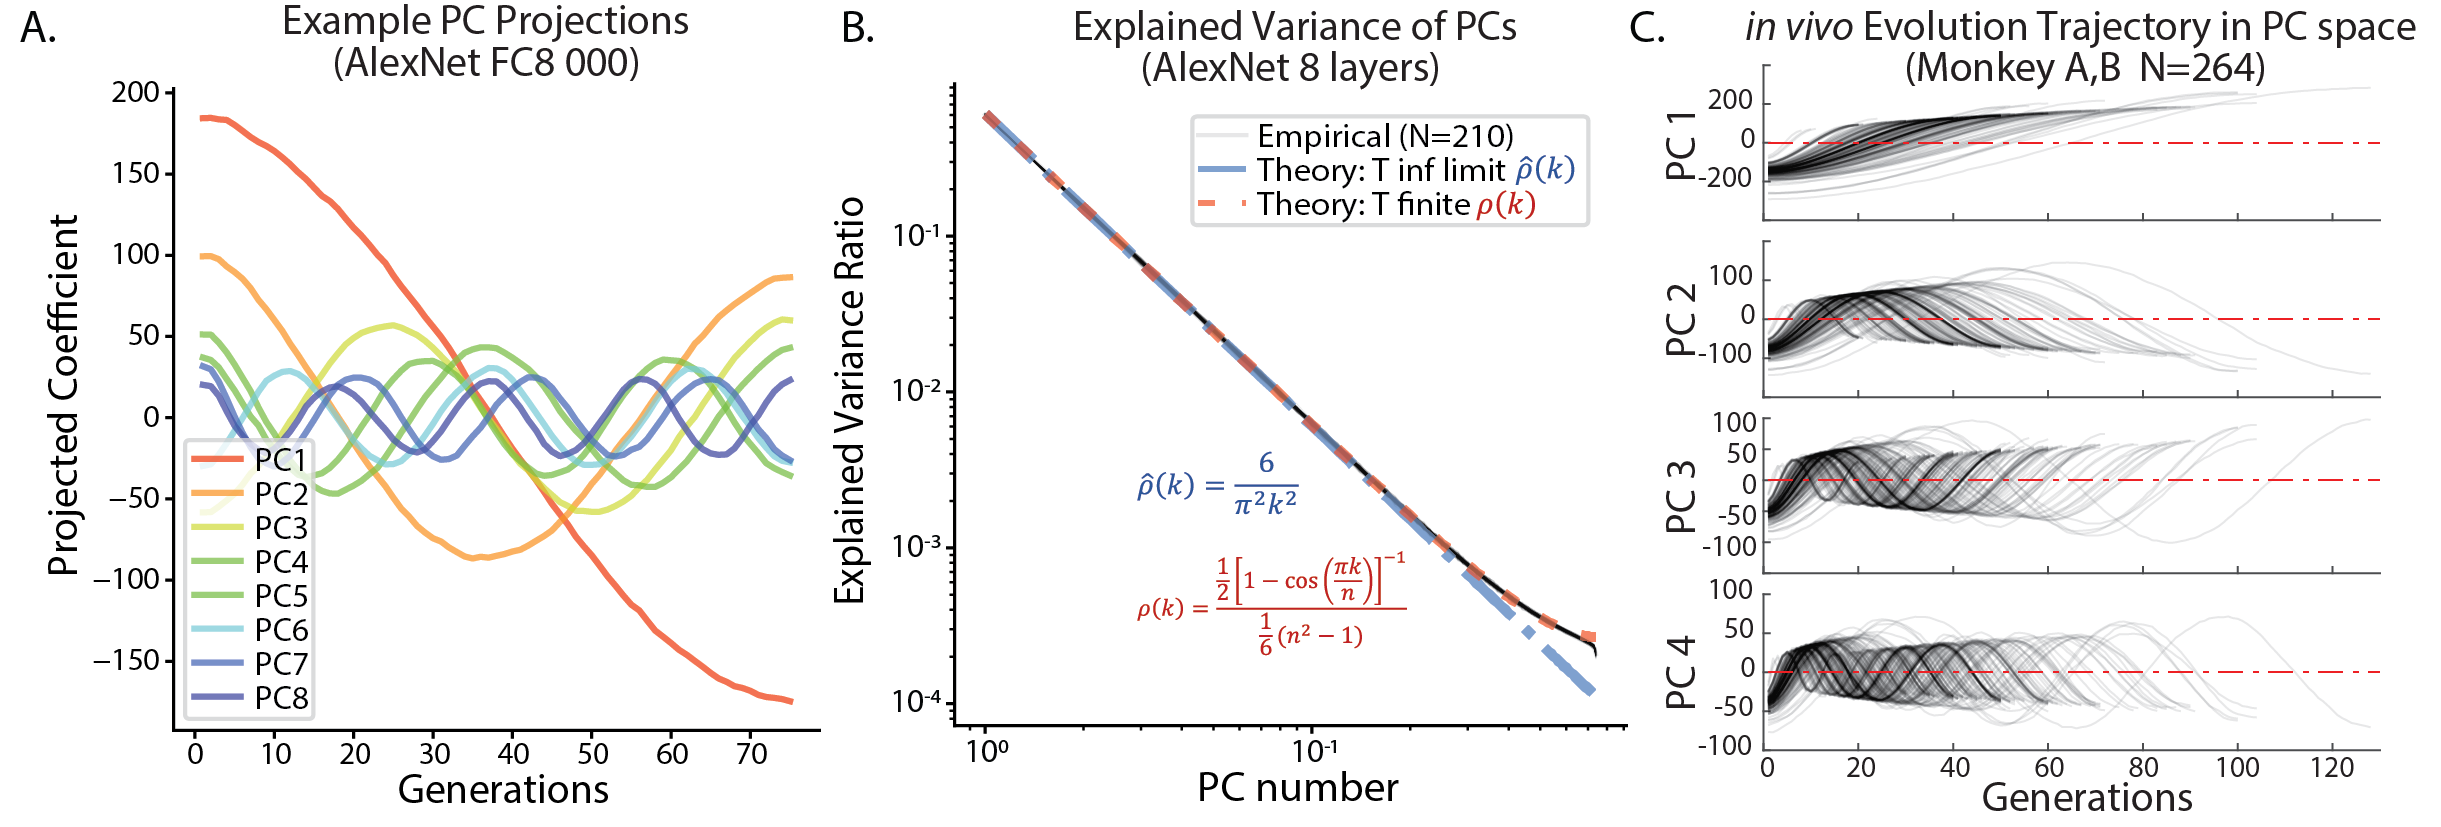 A.
Example PC Projections
(AlexNet FC8 000)
Projected Coefficient
200
150
100
50
0
−50
−100
−150
PC1
PC2
PC3
PC4
PC5
PC6
PC7
PC8
0 10 20 30 40 50 60 70
Generations
B.
Explained Variance of PCs
(AlexNet 8 layers)
Explained Variance Ratio
10-1
10-2
10-3
10-4
Empirical (N=210)
Theory: T inf limit ρ̂(k)
Theory: T finite ρ(k)
ρ̂(k) = 6 / π²k²
ρ(k) = ½[1 − cos(πk/n)]⁻¹ / ⅙(n² − 1)
10⁰ 10-1
PC number
C.
in vivo Evolution Trajectory in PC space
(Monkey A,B N=264)
PC 1
200
0
-200
PC 2
100
0
-100
PC 3
100
50
0
-50
-100
PC 4
100
50
0
-50
-100
0 20 40 60 80 100 120
Generations